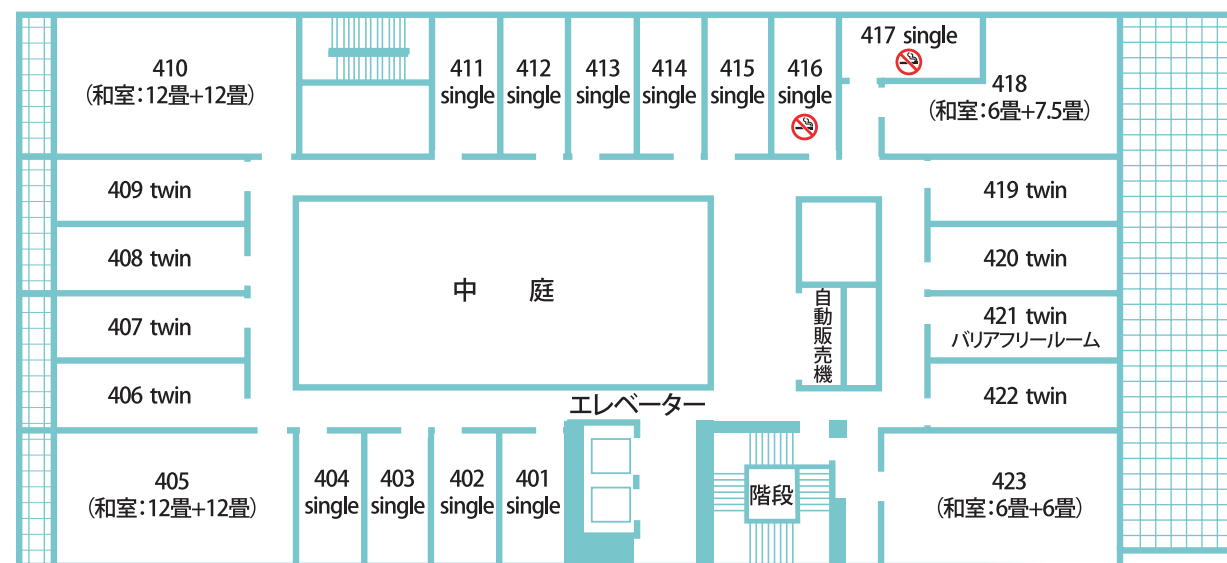 410
（和室：12畳+12畳）
411
single
412
single
413
single
414
single
415
single
416
single
417 single
418
（和室：6畳+7.5畳）
409 twin
419 twin
408 twin
420 twin
中　庭
自動販売機
407 twin
421 twin
バリアフリールーム
406 twin
422 twin
エレベーター
405
（和室：12畳+12畳）
404
single
403
single
402
single
401
single
階段
423
（和室：6畳+6畳）